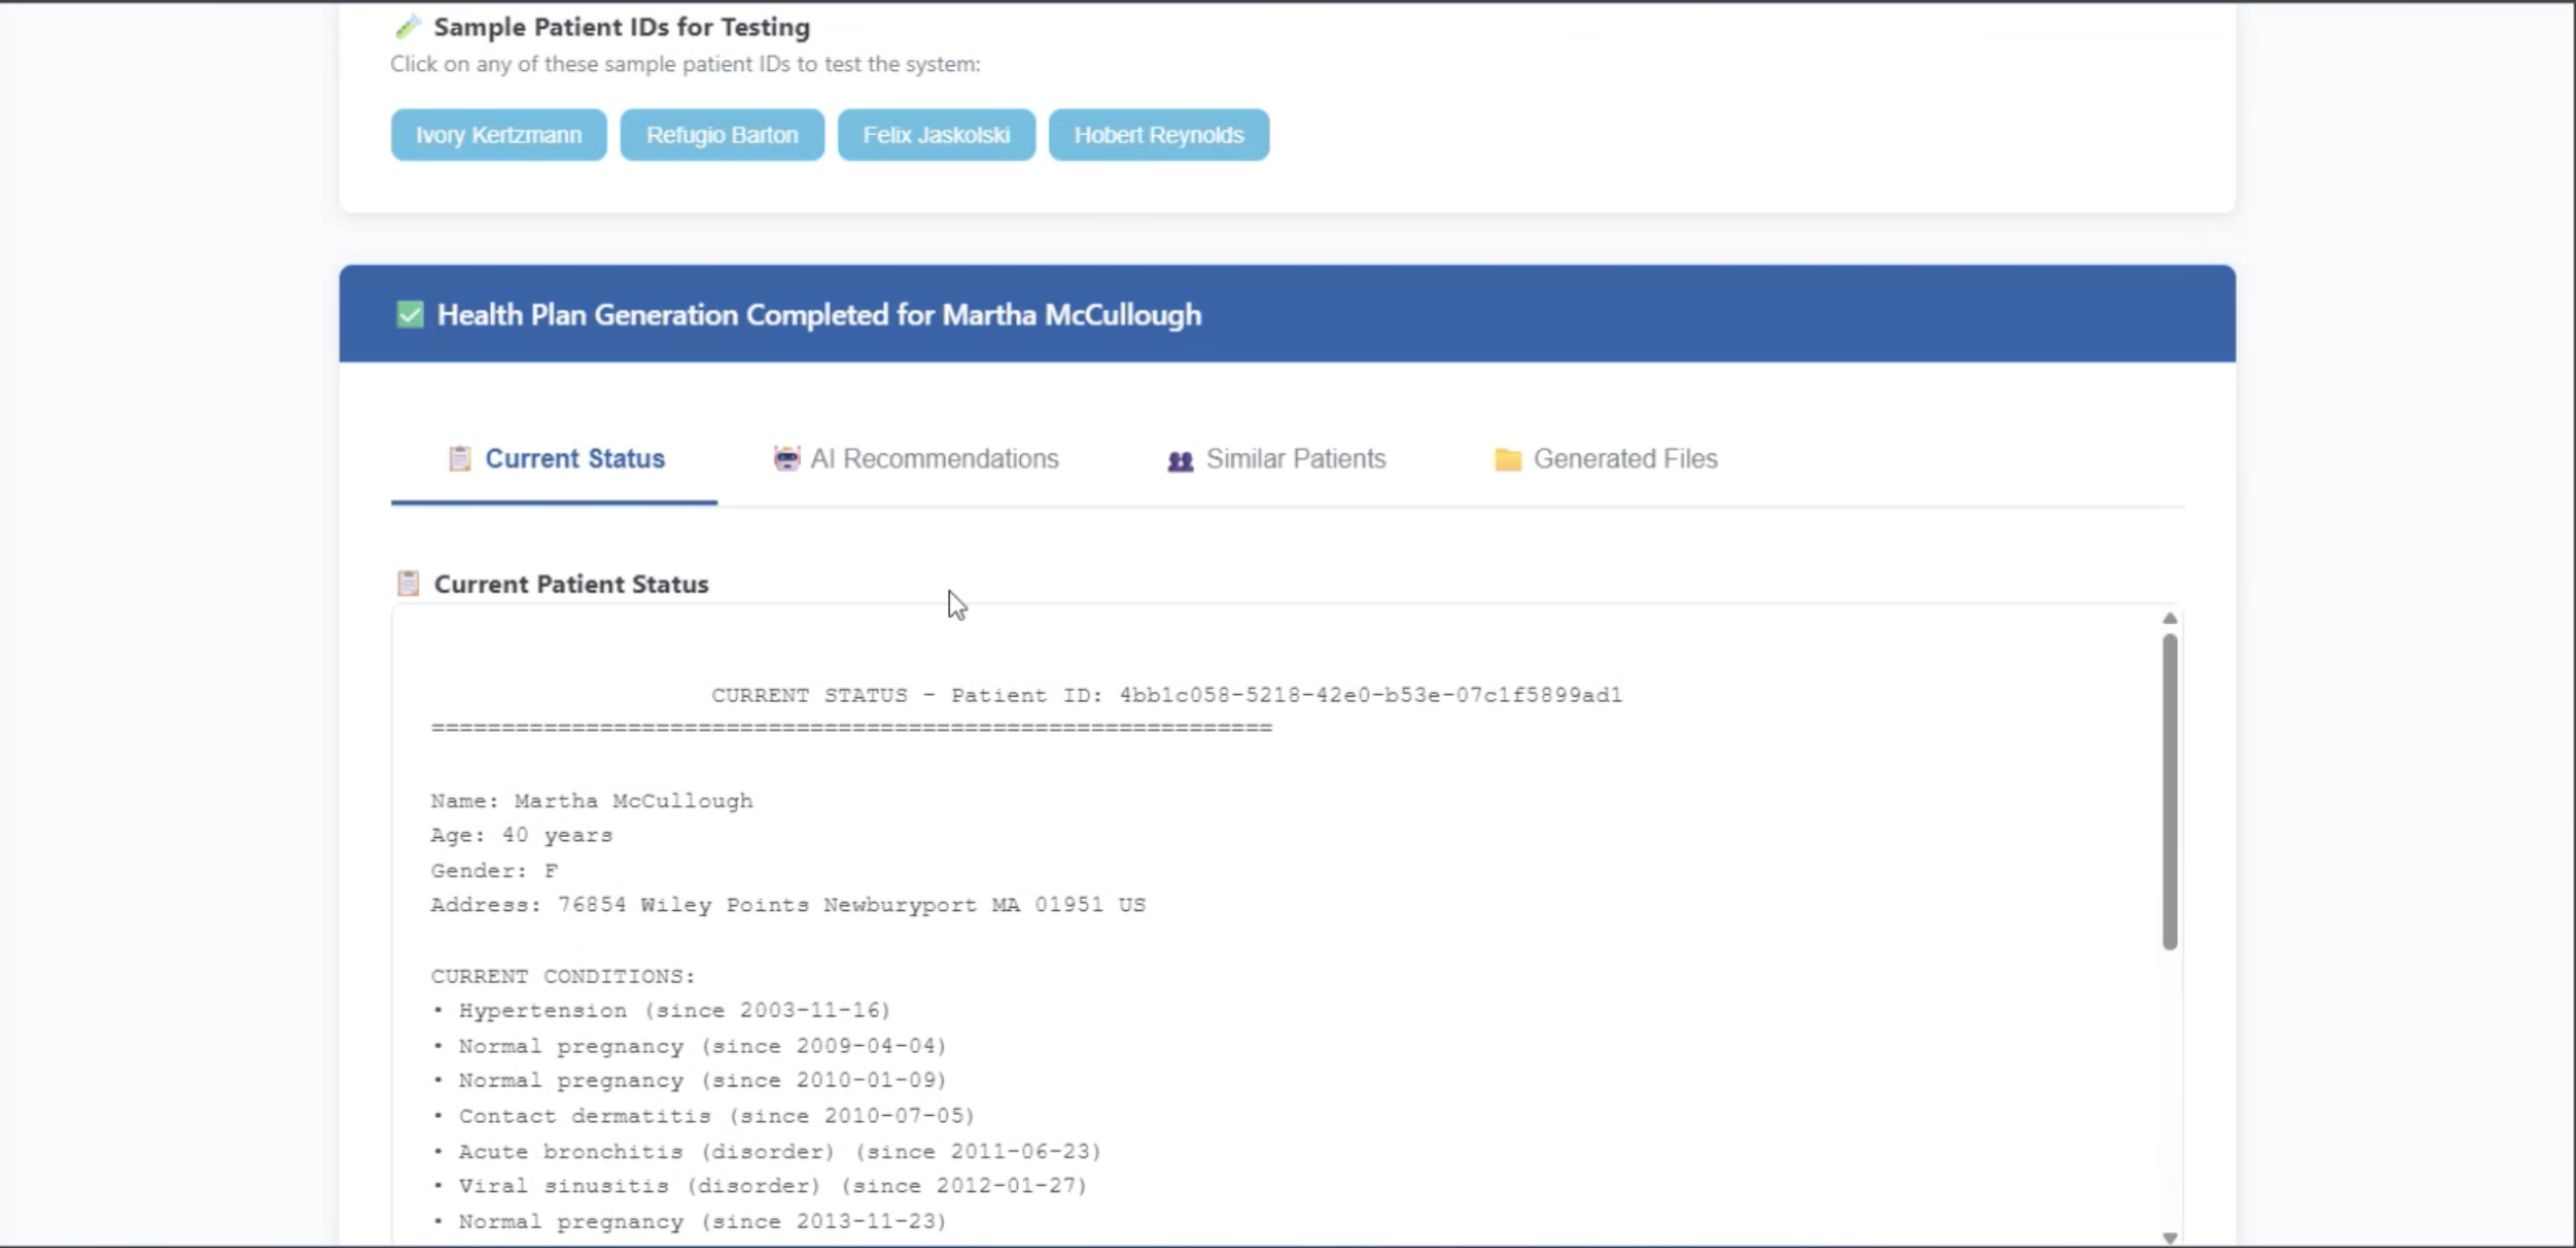 Sample Patient IDs for Testing
Click on any of these sample patient IDs to test the system:
Ivory Kertzmann Refugio Barton Felix Jaskolski Hobert Reynolds
Health Plan Generation Completed for Martha McCullough
Current Status AI Recommendations Similar Patients Generated Files
Current Patient Status
CURRENT STATUS - Patient ID: 4bb1c058-5218-42e0-b53e-07c1f5899ad1
============================================================
Name: Martha McCullough
Age: 40 years
Gender: F
Address: 76854 Wiley Points Newburyport MA 01951 US
CURRENT CONDITIONS:
• Hypertension (since 2003-11-16)
• Normal pregnancy (since 2009-04-04)
• Normal pregnancy (since 2010-01-09)
• Contact dermatitis (since 2010-07-05)
• Acute bronchitis (disorder) (since 2011-06-23)
• Viral sinusitis (disorder) (since 2012-01-27)
• Normal pregnancy (since 2013-11-23)